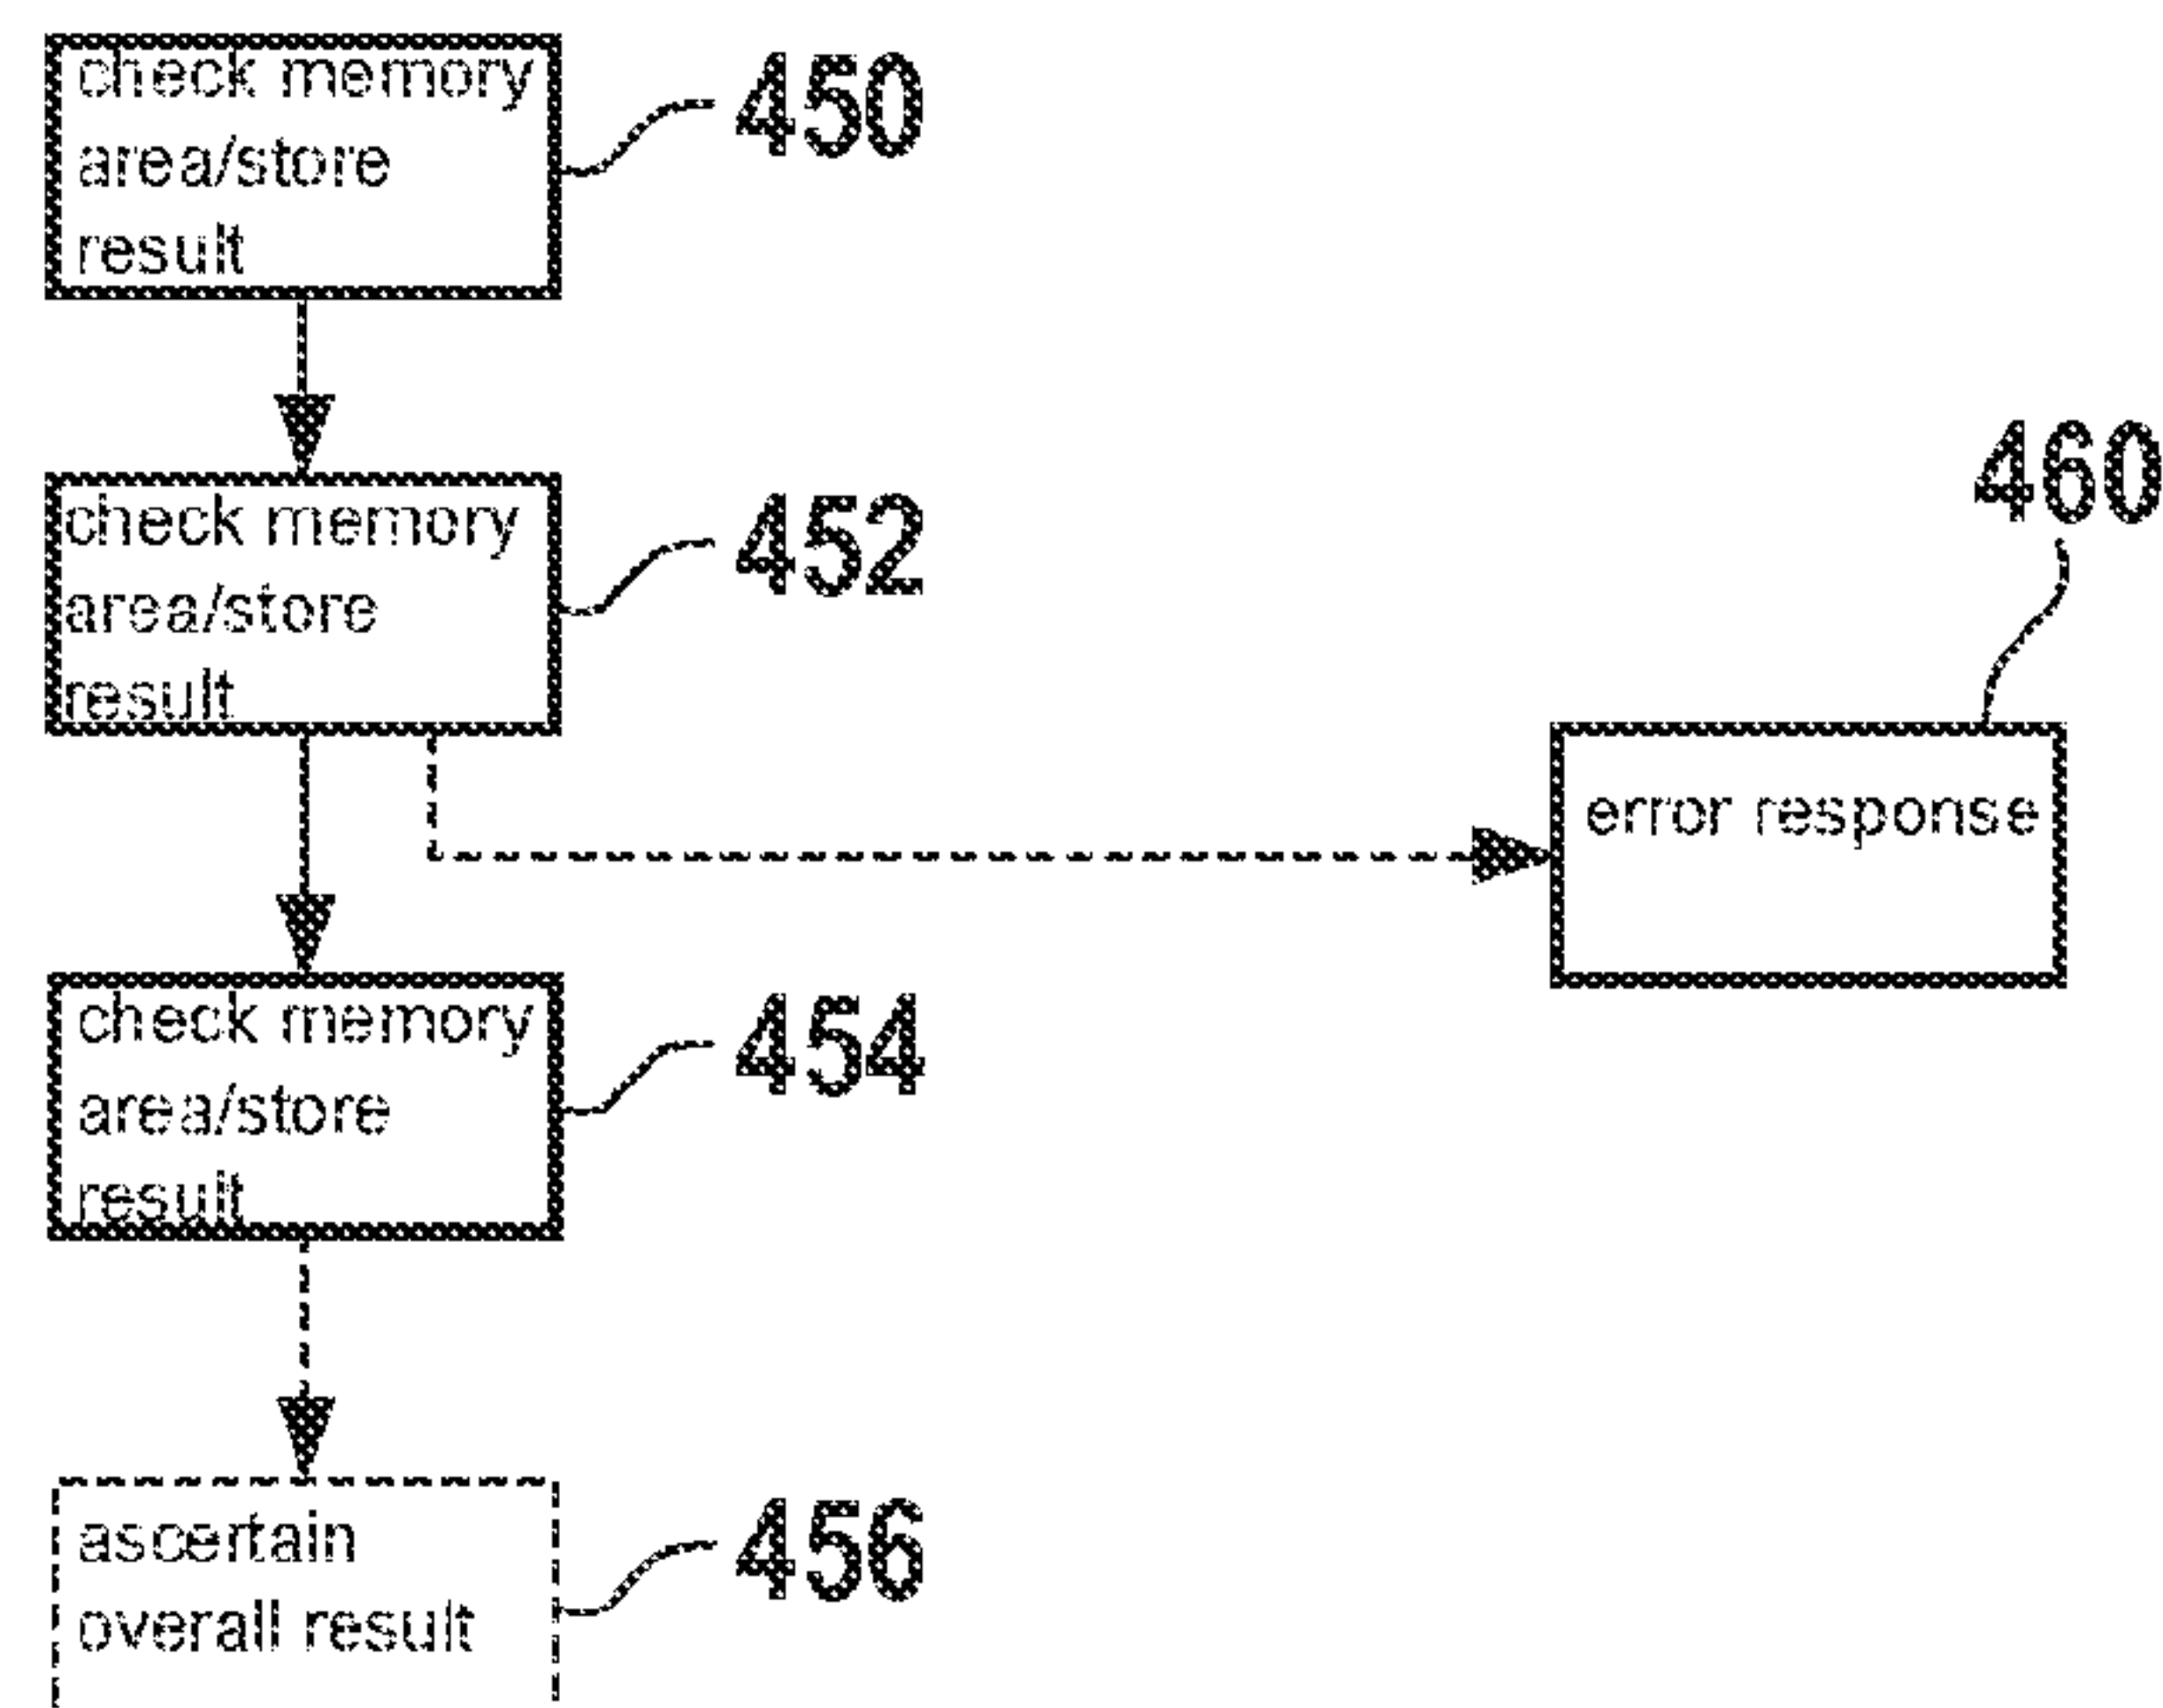 check memory
area/store
result
450
check memory
area/store
result
452
460
error response
check memory
area/store
result
454
ascertain
overall result
456